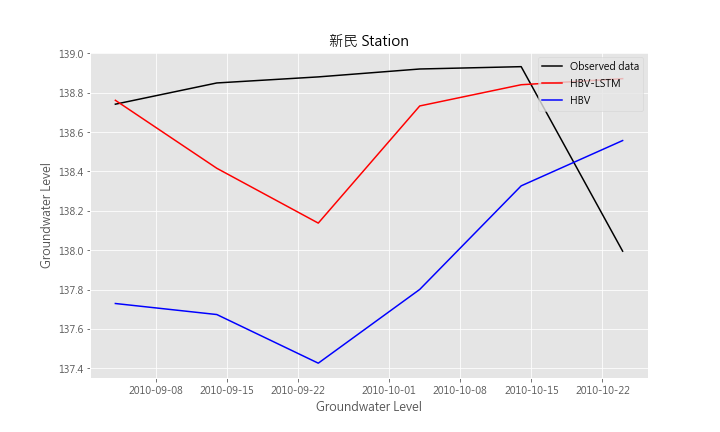 新民 Station
139.0
138.8
138.6
138.4
138.2
138.0
137.8
137.6
137.4
Groundwater Level
Observed data
HBV-LSTM
HBV
2010-09-08
2010-09-15
2010-09-22
2010-10-01
2010-10-08
2010-10-15
2010-10-22
Groundwater Level